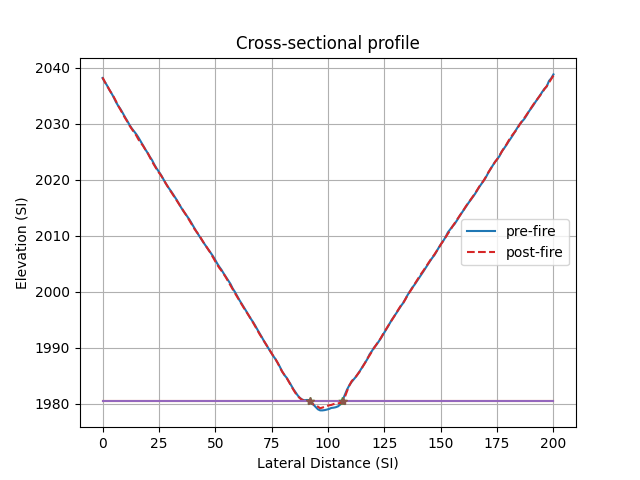 Cross-sectional profile
2040
2030
2020
2010
2000
1990
1980
Elevation (SI)
pre-fire
post-fire
0 25 50 75 100 125 150 175 200
Lateral Distance (SI)